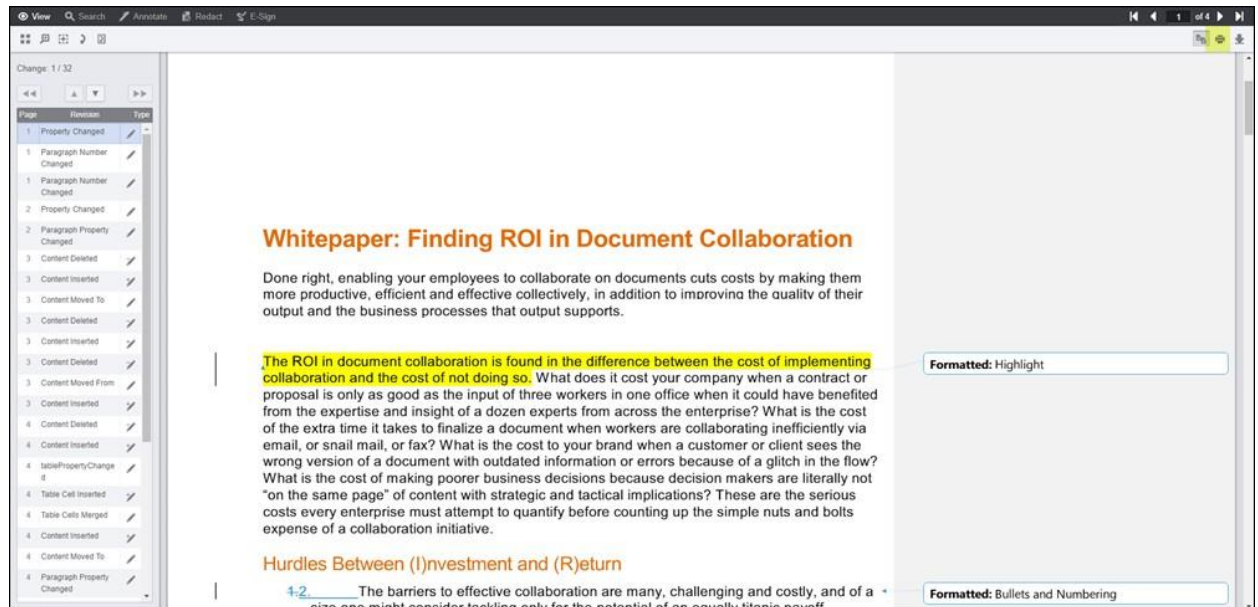 View Search Annotate Redact E-Sign 1 of 4
Change: 1 / 32
Page Revision Type
1 Property Changed
1 Paragraph Number
Changed
1 Paragraph Number
Changed
2 Property Changed
2 Paragraph Property
Changed
3 Content Deleted
3 Content Inserted
3 Content Moved To
3 Content Deleted
3 Content Inserted
3 Content Deleted
3 Content Moved From
3 Content Inserted
4 Content Deleted
4 Content Inserted
4 tablePropertyChange
d
4 Table Cell Inserted
4 Table Cells Merged
4 Content Inserted
4 Content Moved To
4 Paragraph Property
Changed
Whitepaper: Finding ROI in Document Collaboration
Done right, enabling your employees to collaborate on documents cuts costs by making them
more productive, efficient and effective collectively, in addition to improving the quality of their
output and the business processes that output supports.
The ROI in document collaboration is found in the difference between the cost of implementing
collaboration and the cost of not doing so. What does it cost your company when a contract or
proposal is only as good as the input of three workers in one office when it could have benefited
from the expertise and insight of a dozen experts from across the enterprise? What is the cost
of the extra time it takes to finalize a document when workers are collaborating inefficiently via
email, or snail mail, or fax? What is the cost to your brand when a customer or client sees the
wrong version of a document with outdated information or errors because of a glitch in the flow?
What is the cost of making poorer business decisions because decision makers are literally not
“on the same page” of content with strategic and tactical implications? These are the serious
costs every enterprise must attempt to quantify before counting up the simple nuts and bolts
expense of a collaboration initiative.
Hurdles Between (I)nvestment and (R)eturn
1.2. The barriers to effective collaboration are many, challenging and costly, and of a
size one might consider tackling only for the potential of an equally titanic payoff.
Formatted: Highlight
Formatted: Bullets and Numbering